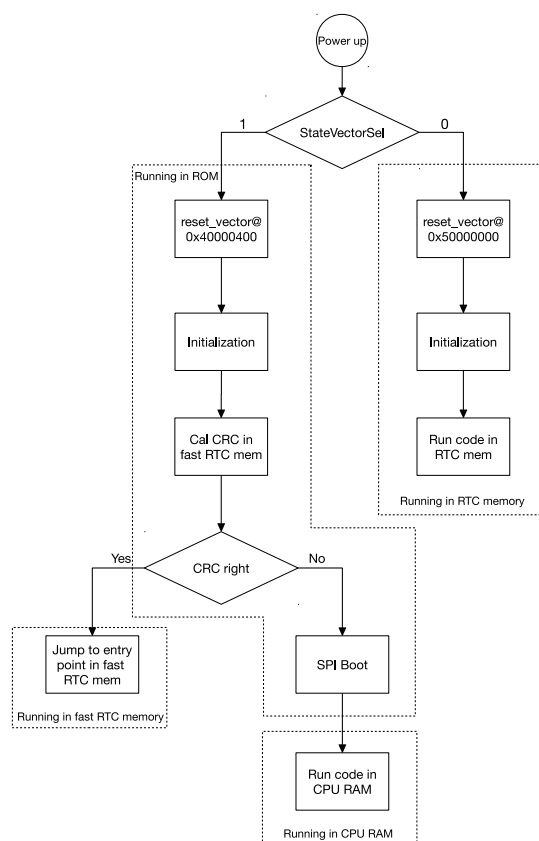 Power up
StateVectorSel
1
0
Running in ROM
reset_vector@
0x40000400
reset_vector@
0x50000000
Initialization
Initialization
Cal CRC in
fast RTC mem
Run code in
RTC mem
Running in RTC memory
Yes
CRC right
No
Jump to entry
point in fast
RTC mem
SPI Boot
Running in fast RTC memory
Run code in
CPU RAM
Running in CPU RAM